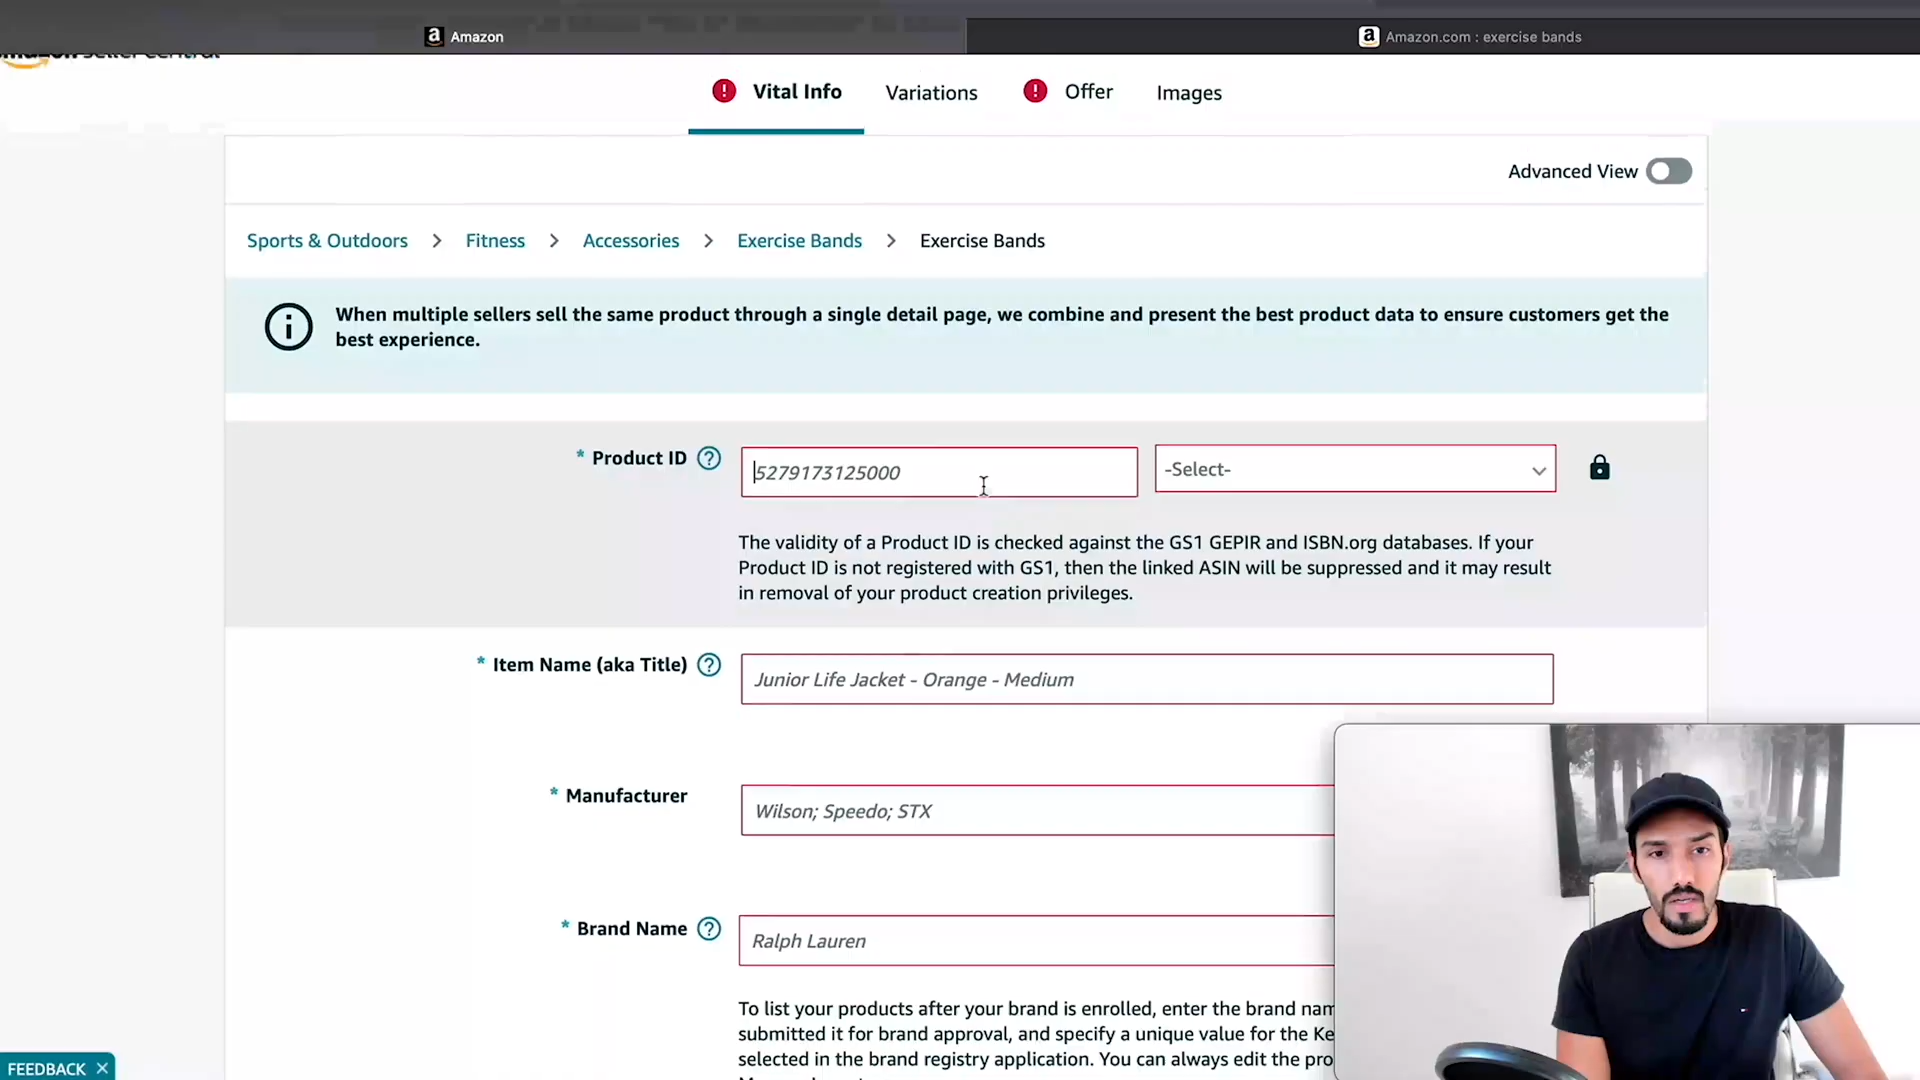 Amazon
Amazon.com : exercise bands
amazon seller central
Vital Info
Variations
Offer
Images
Advanced View
Sports & Outdoors > Fitness > Accessories > Exercise Bands > Exercise Bands
When multiple sellers sell the same product through a single detail page, we combine and present the best product data to ensure customers get the
best experience.
* Product ID
5279173125000
-Select-
The validity of a Product ID is checked against the GS1 GEPIR and ISBN.org databases. If your
Product ID is not registered with GS1, then the linked ASIN will be suppressed and it may result
in removal of your product creation privileges.
* Item Name (aka Title)
Junior Life Jacket - Orange - Medium
* Manufacturer
Wilson; Speedo; STX
* Brand Name
Ralph Lauren
To list your products after your brand is enrolled, enter the brand nam
submitted it for brand approval, and specify a unique value for the Ke
selected in the brand registry application. You can always edit the pro
FEEDBACK ×